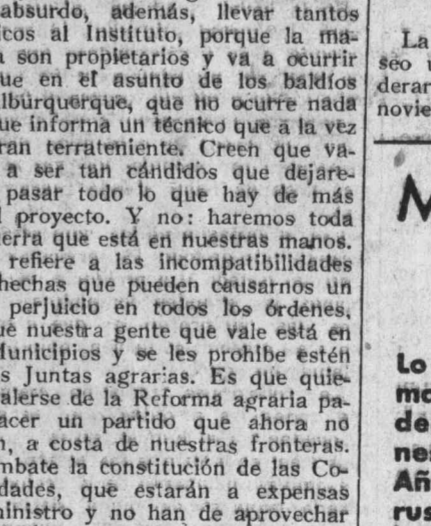 absurdo, además, llevar tantos
icos al Instituto, porque la ma-
a son propietarios y va a ocurrir
ue en el asunto de los baldíos
lburquerque, que no ocurre nada
ue informa un técnico que a la vez
ran terrateniente. Creen que va-
a ser tan cándidos que dejare-
pasar todo lo que hay de más
l proyecto. Y no: haremos toda
erra que está en nuestras manos.
refiere a las incompatibilidades
hechas que pueden causarnos un
perjuicio en todos los órdenes,
ue nuestra gente que vale está en
Municipios y se les prohibe estén
s Juntas agrarias. Es que quie-
alerse de la Reforma agraria pa-
acer un partido que ahora no
n, a costa de nuestras fronteras.
mbate la constitución de las Co-
dades, que estarán a expensas
ministro y no han de aprovechar
La
seo
derar
novie
M
Lo
mo
de
nes
Añ
rus